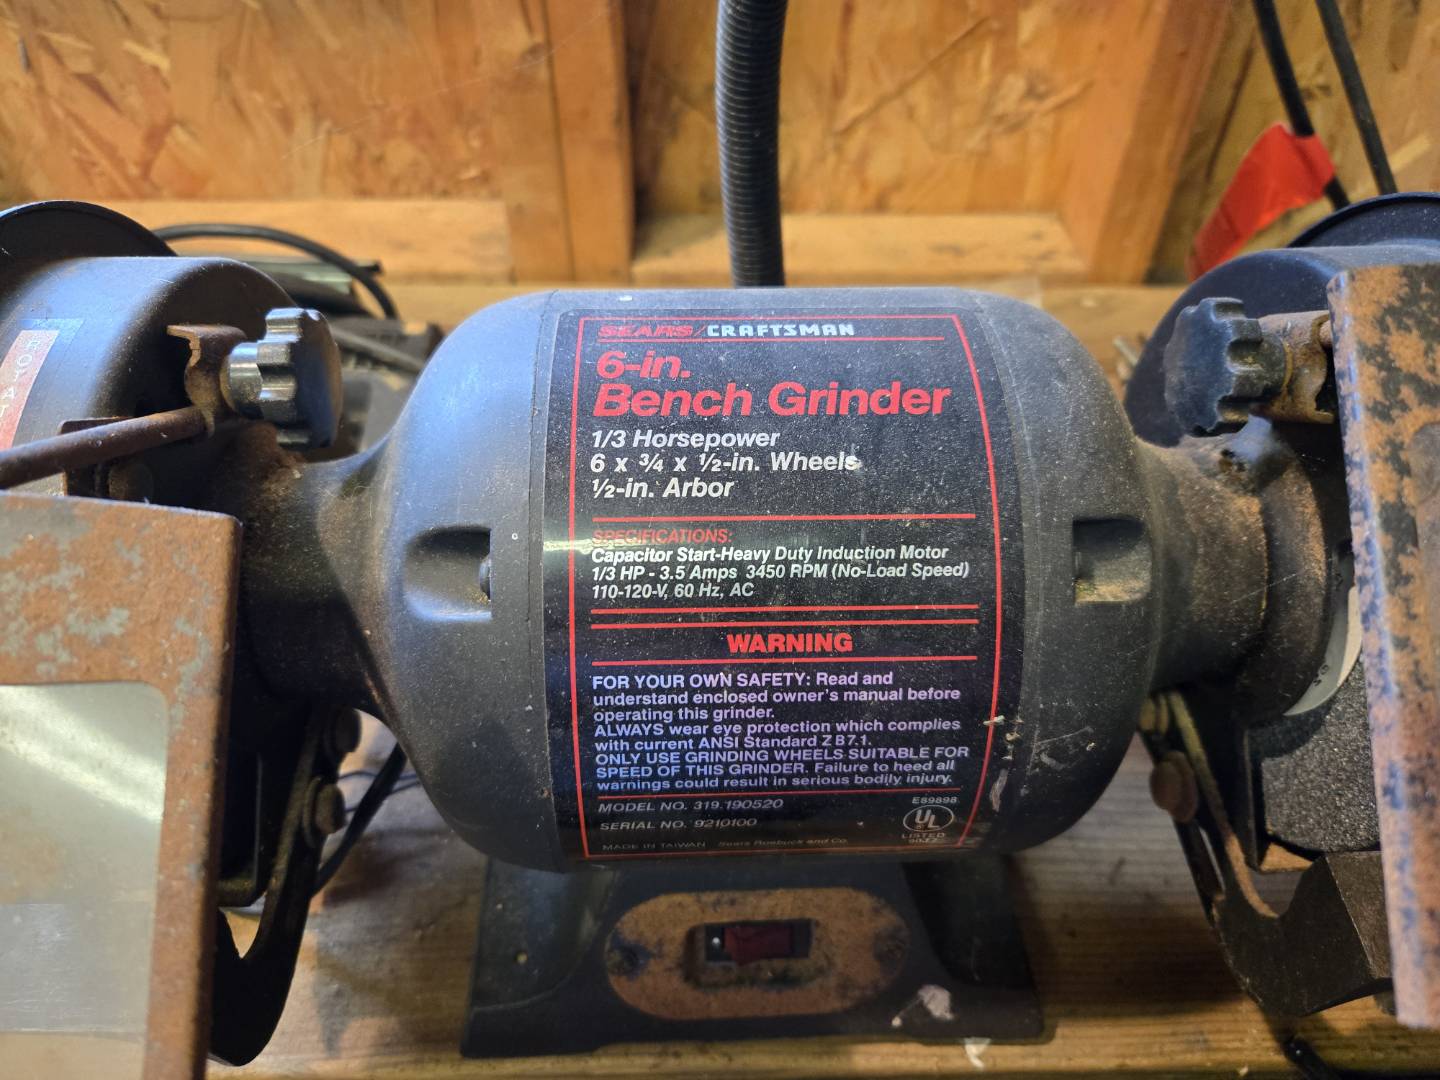 SEARS/CRAFTSMAN
6-in.
Bench Grinder
1/3 Horsepower
6 x ¾ x ½-in. Wheels
½-in. Arbor
SPECIFICATIONS:
Capacitor Start-Heavy Duty Induction Motor
1/3 HP - 3.5 Amps 3450 RPM (No-Load Speed)
110-120-V, 60 Hz, AC
WARNING
FOR YOUR OWN SAFETY: Read and
understand enclosed owner's manual before
operating this grinder.
ALWAYS wear eye protection which complies
with current ANSI Standard Z 87.1.
ONLY USE GRINDING WHEELS SUITABLE FOR
SPEED OF THIS GRINDER. Failure to heed all
warnings could result in serious bodily injury.
MODEL NO. 319.190520
SERIAL NO. 9210100
MADE IN TAIWAN Sears Roebuck and Co.
E89898
UL
LISTED